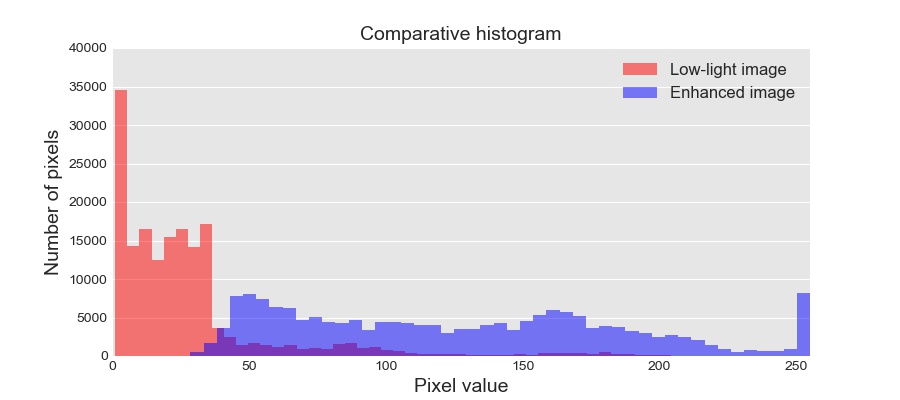 Comparative histogram
Low-light image
Enhanced image
Number of pixels
40000
35000
30000
25000
20000
15000
10000
5000
0
0 50 100 150 200 250
Pixel value